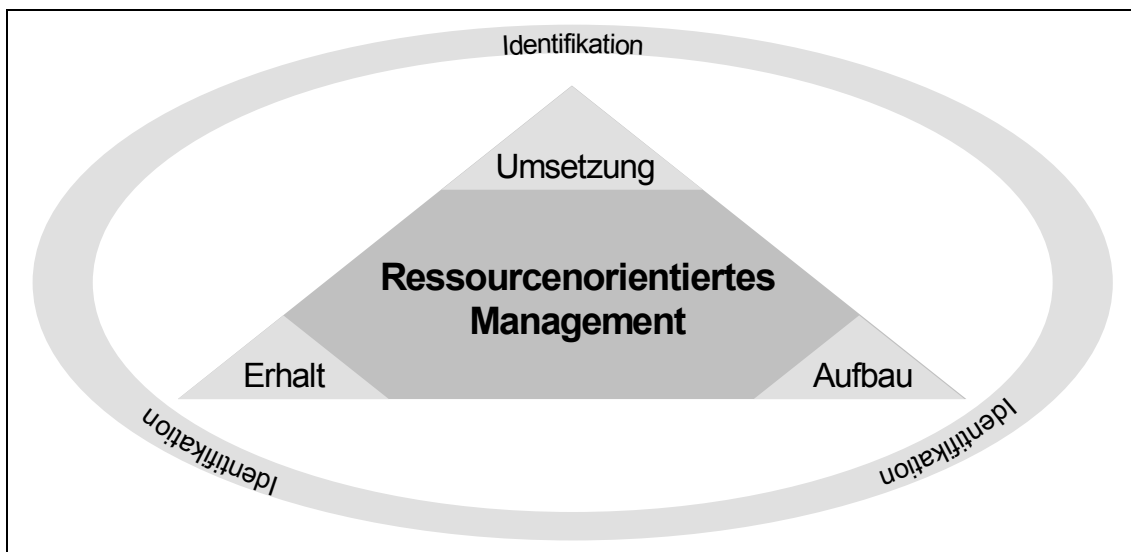 Identifikation
Umsetzung
Ressourcenorientiertes
Management
Erhalt
Aufbau
Identifikation
Identifikation